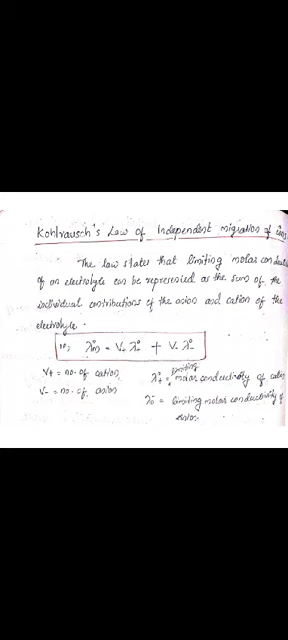 Kohlrausch's Law of Independent migration of ions
The law states that limiting molar conducti
of an electrolyte can be represented as the sum of the
individual contributions of the anion and cation of the
electrolyte.
ie, λ°m = V₊ λ°₊ + V₋ λ°₋
V₊ = no. of cation
V₋ = no. of anion
λ°₊ = limiting molar conductivity of cation
λ°₋ = limiting molar conductivity of
anion